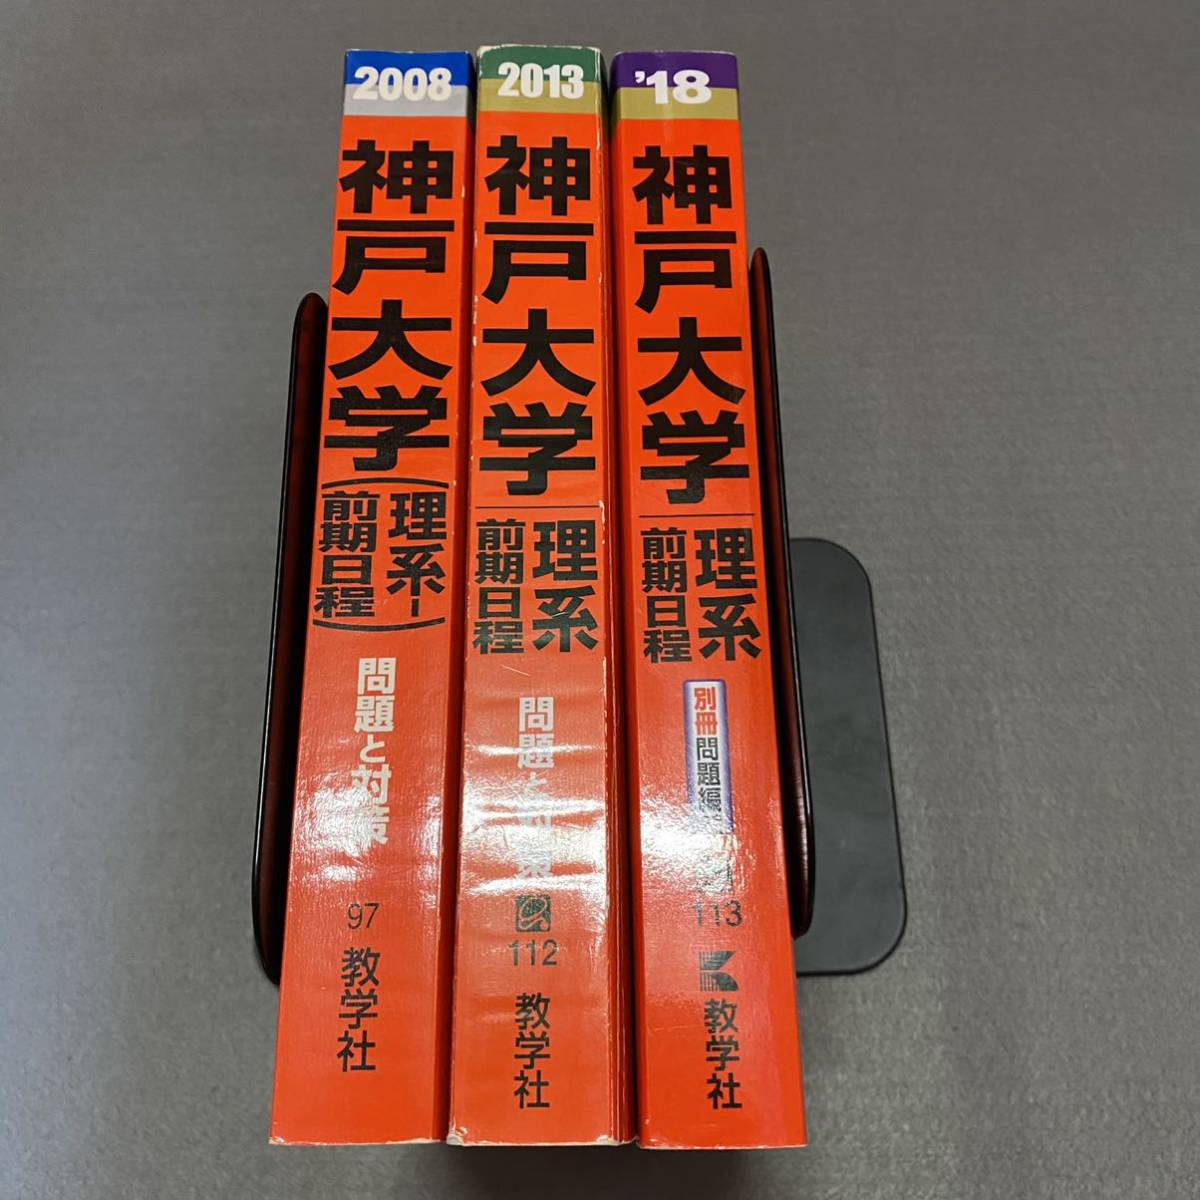 2008
神戸大学
(理系-前期日程)
問題と対策
97
教学社
2013
神戸大学
理系
前期日程
問題と対策
112
教学社
'18
神戸大学
理系
前期日程
別冊問題編
113
教学社